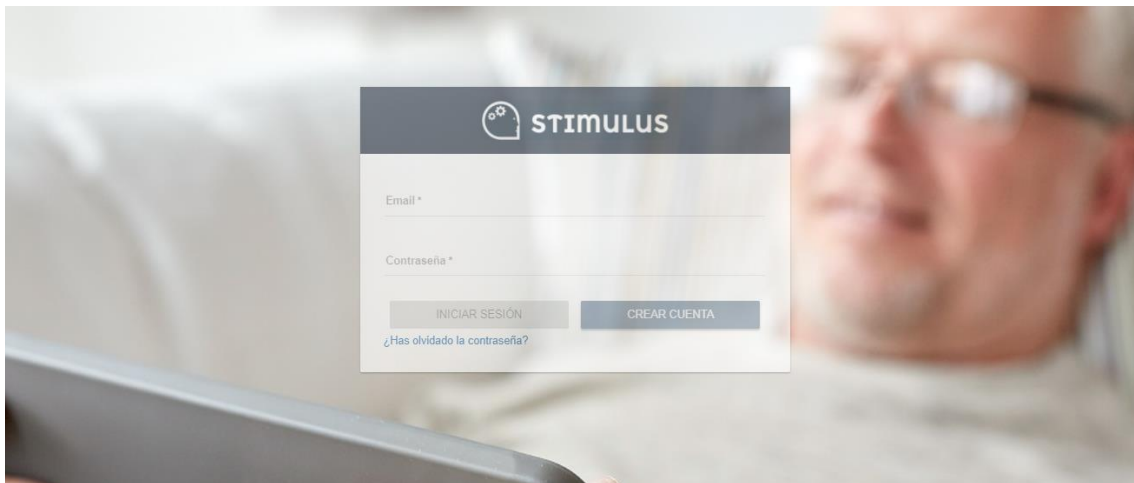 STIMULUS
Email *
Contraseña *
INICIAR SESIÓN CREAR CUENTA
¿Has olvidado la contraseña?